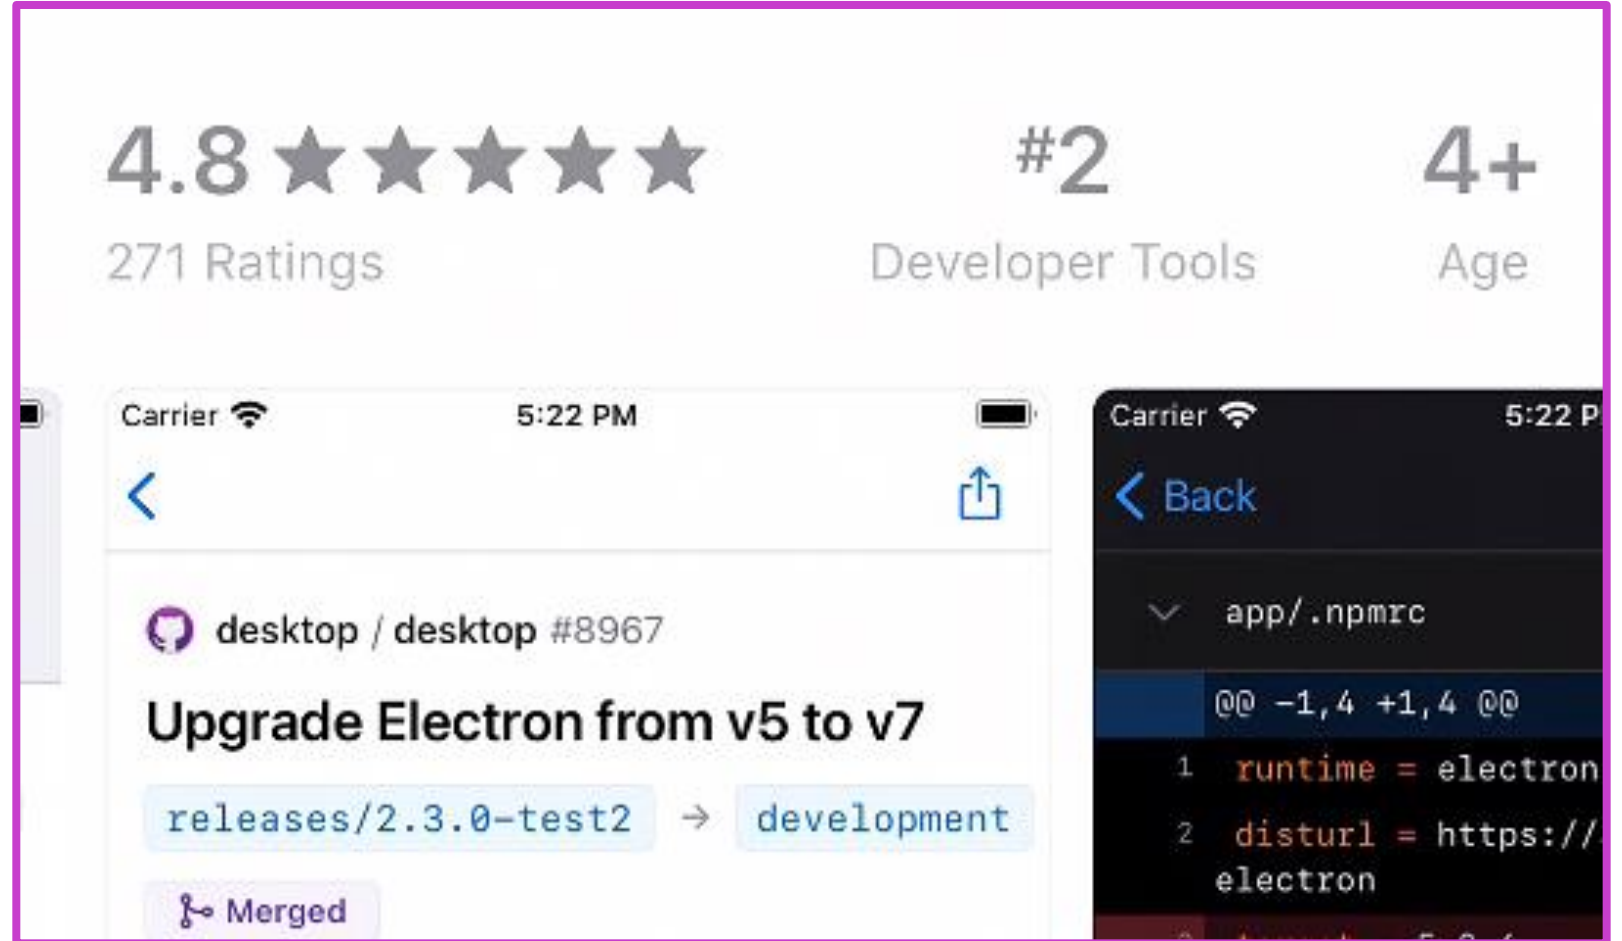 4.8 ★★★★★
#2
4+
271 Ratings
Developer Tools
Age
Carrier
5:22 PM
desktop / desktop #8967
Upgrade Electron from v5 to v7
releases/2.3.0-test2 → development
Merged
Carrier
5:22
Back
app/.npmrc
@@ -1,4 +1,4 @@
1 runtime = electron
2 disturl = https://
electron